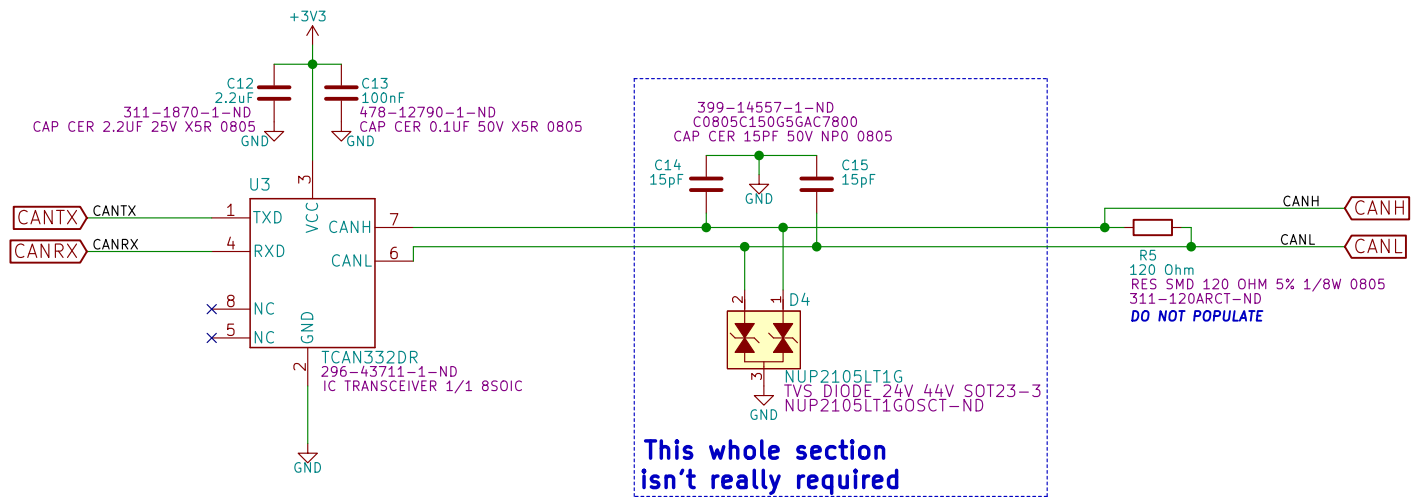 +3V3
C12
2.2uF
311-1870-1-ND
CAP CER 2.2UF 25V X5R 0805
GND
C13
100nF
478-12790-1-ND
CAP CER 0.1UF 50V X5R 0805
GND
U3
3
VCC
CANTX
CANTX
1
TXD
CANRX
CANRX
4
RXD
8
NC
5
NC
CANH
7
CANL
6
GND
2
TCAN332DR
296-43711-1-ND
IC TRANSCEIVER 1/1 8SOIC
GND
399-14557-1-ND
C0805C150G5GAC7800
CAP CER 15PF 50V NP0 0805
C14
15pF
GND
C15
15pF
2
1
D4
3
NUP2105LT1G
TVS DIODE 24V 44V SOT23-3
NUP2105LT1GOSCT-ND
GND
This whole section
isn't really required
CANH
CANH
CANL
CANL
R5
120 Ohm
RES SMD 120 OHM 5% 1/8W 0805
311-120ARCT-ND
DO NOT POPULATE